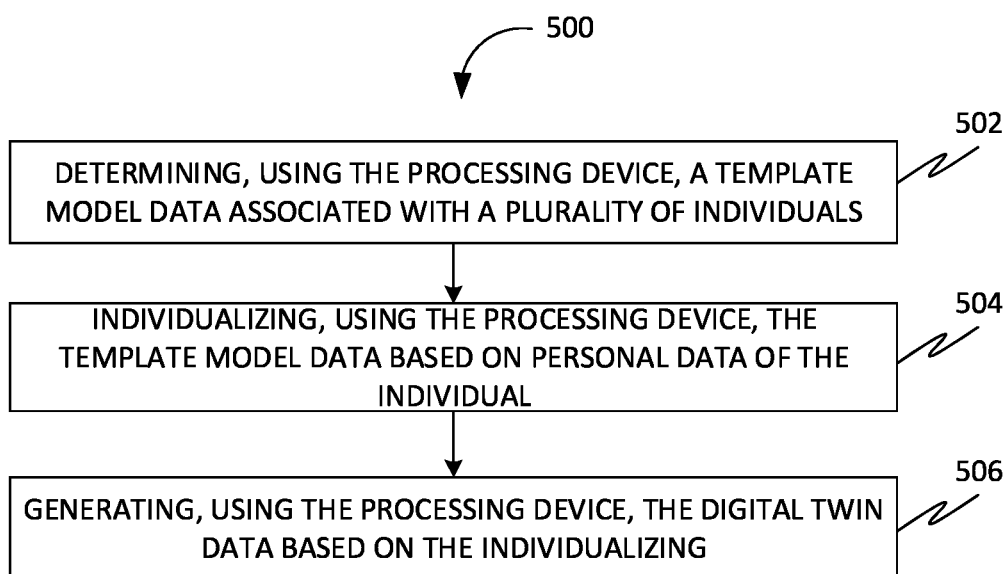 500
502
DETERMINING, USING THE PROCESSING DEVICE, A TEMPLATE
MODEL DATA ASSOCIATED WITH A PLURALITY OF INDIVIDUALS
504
INDIVIDUALIZING, USING THE PROCESSING DEVICE, THE
TEMPLATE MODEL DATA BASED ON PERSONAL DATA OF THE
INDIVIDUAL
506
GENERATING, USING THE PROCESSING DEVICE, THE DIGITAL TWIN
DATA BASED ON THE INDIVIDUALIZING